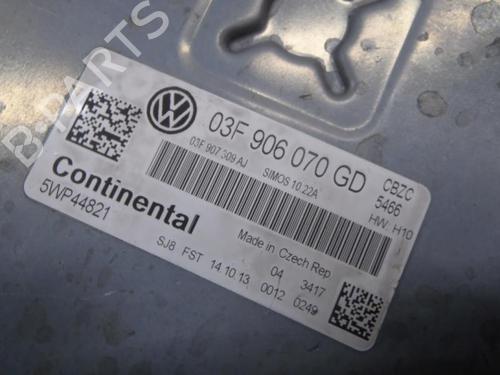 B-PARTS
03F 906 070 GD
03F 907 309 AJ
SIMOS 10.22A
CBZC
5466
HW: H10
Continental
5WP44821
Made in Czech Rep.
SJ8 FST 14.10.13
04 3417
0012 0249